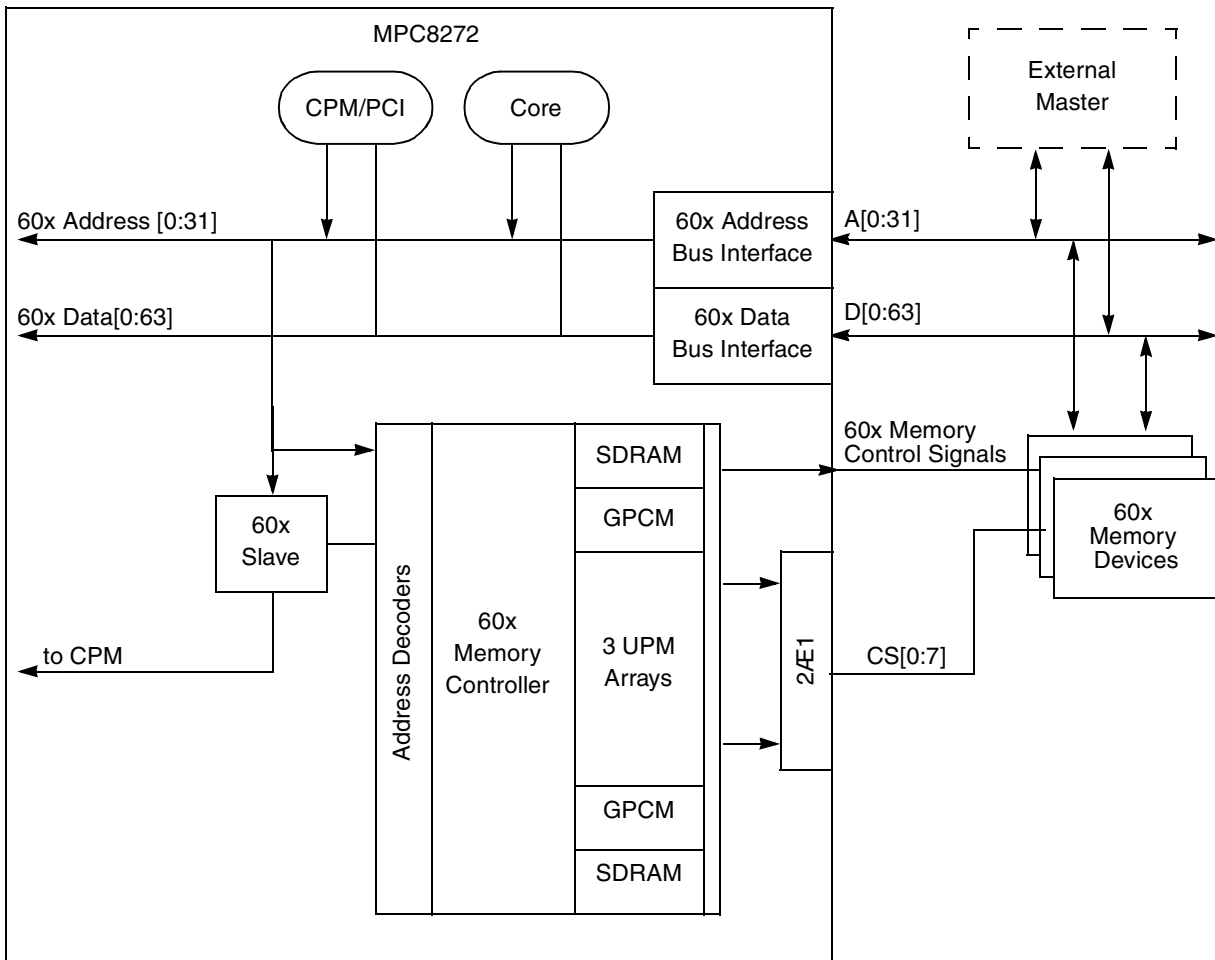 MPC8272
External
Master
CPM/PCI
Core
60x Address [0:31]
60x Address
Bus Interface
A[0:31]
60x Data[0:63]
60x Data
Bus Interface
D[0:63]
60x Memory
Control Signals
SDRAM
GPCM
60x
Slave
60x
Memory
Devices
Address Decoders
60x
Memory
Controller
3 UPM
Arrays
2Æ1
CS[0:7]
to CPM
GPCM
SDRAM